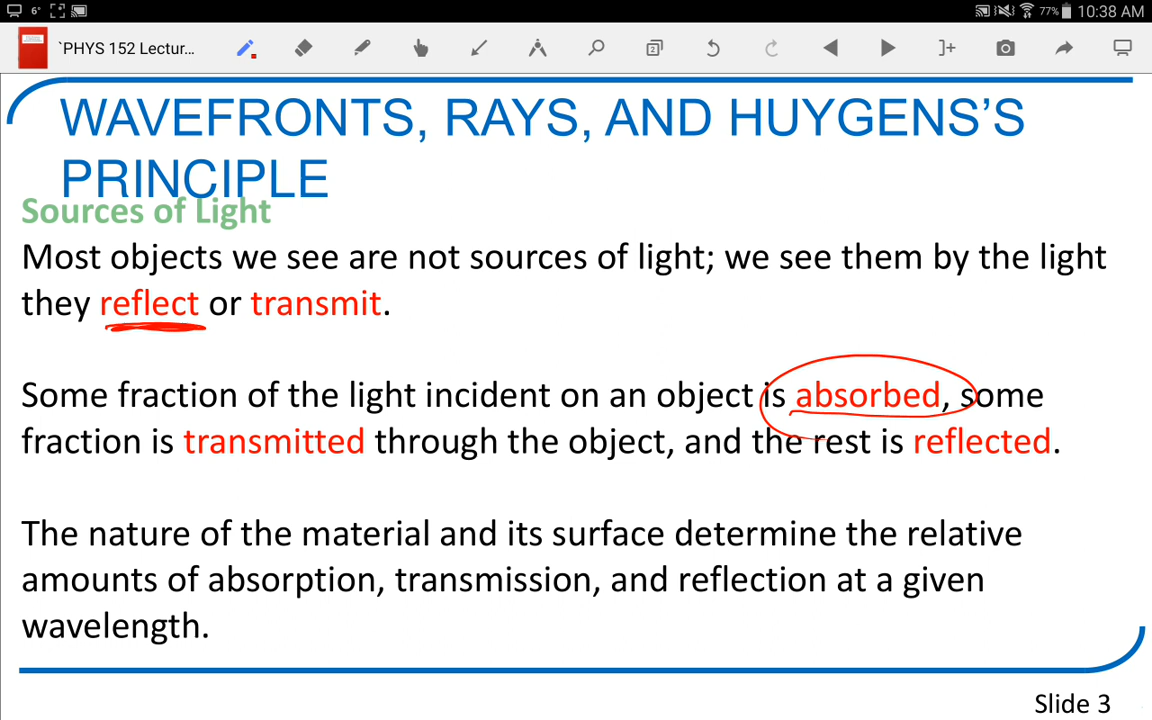 6°
77%
10:38 AM
`PHYS 152 Lectur...
2
WAVEFRONTS, RAYS, AND HUYGENS’S
PRINCIPLE
Sources of Light
Most objects we see are not sources of light; we see them by the light
they reflect or transmit.
Some fraction of the light incident on an object is absorbed, some
fraction is transmitted through the object, and the rest is reflected.
The nature of the material and its surface determine the relative
amounts of absorption, transmission, and reflection at a given
wavelength.
Slide 3